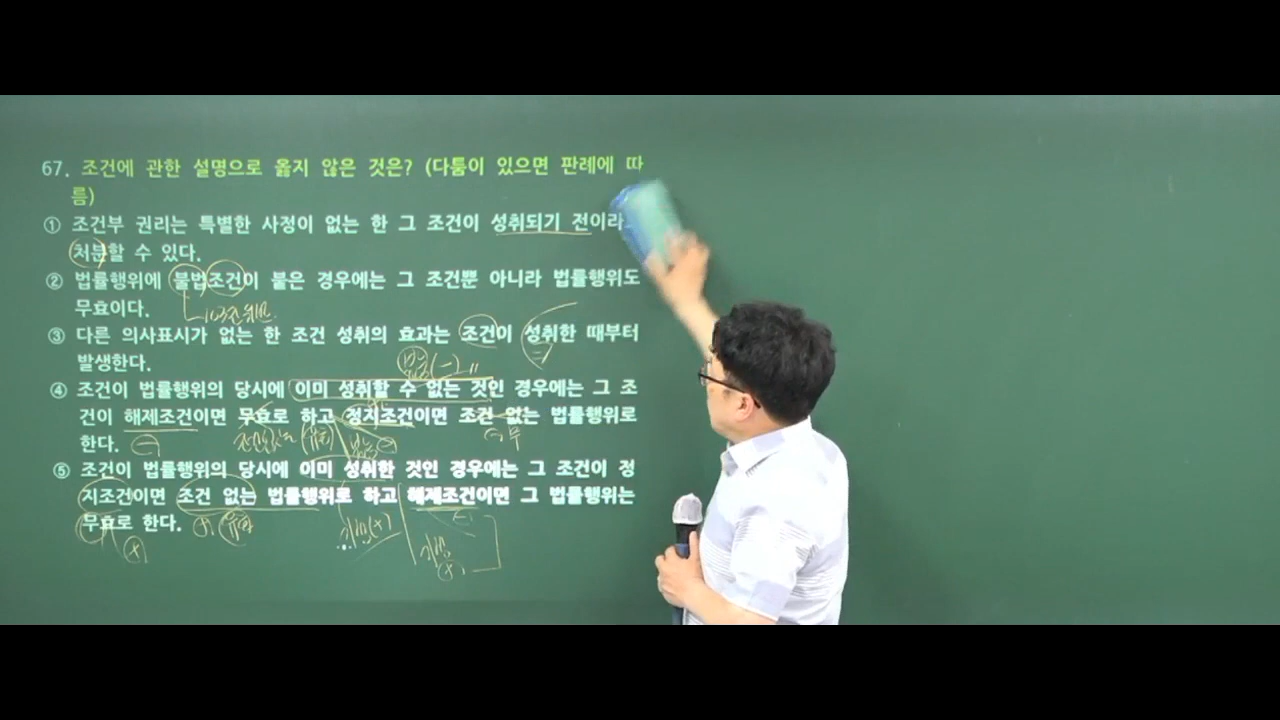 67. 조건에 관한 설명으로 옳지 않은 것은? (다툼이 있으면 판례에 따
름)
① 조건부 권리는 특별한 사정이 없는 한 그 조건이 성취되기 전이라도
처분할 수 있다.
② 법률행위에 불법조건이 붙은 경우에는 그 조건뿐 아니라 법률행위도
무효이다.
103조 위반
③ 다른 의사표시가 없는 한 조건 성취의 효과는 조건이 성취한 때부터
발생한다.
④ 조건이 법률행위의 당시에 이미 성취할 수 없는 것인 경우에는 그 조
건이 해제조건이면 무효로 하고 정지조건이면 조건 없는 법률행위로
한다.
⑤ 조건이 법률행위의 당시에 이미 성취한 것인 경우에는 그 조건이 정
지조건이면 조건 없는 법률행위로 하고 해제조건이면 그 법률행위는
무효로 한다.